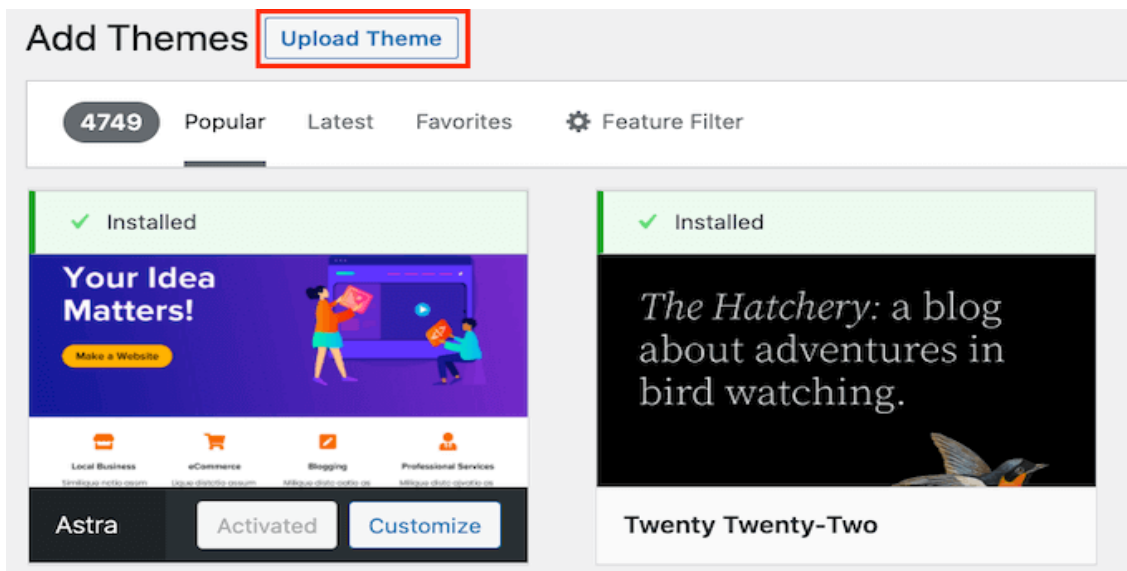 Add Themes Upload Theme
4749 Popular Latest Favorites Feature Filter
Installed
Your Idea
Matters!
Make a Website
Local Business eCommerce Blogging Professional Services
Astra Activated Customize
Installed
The Hatchery: a blog
about adventures in
bird watching.
Twenty Twenty-Two